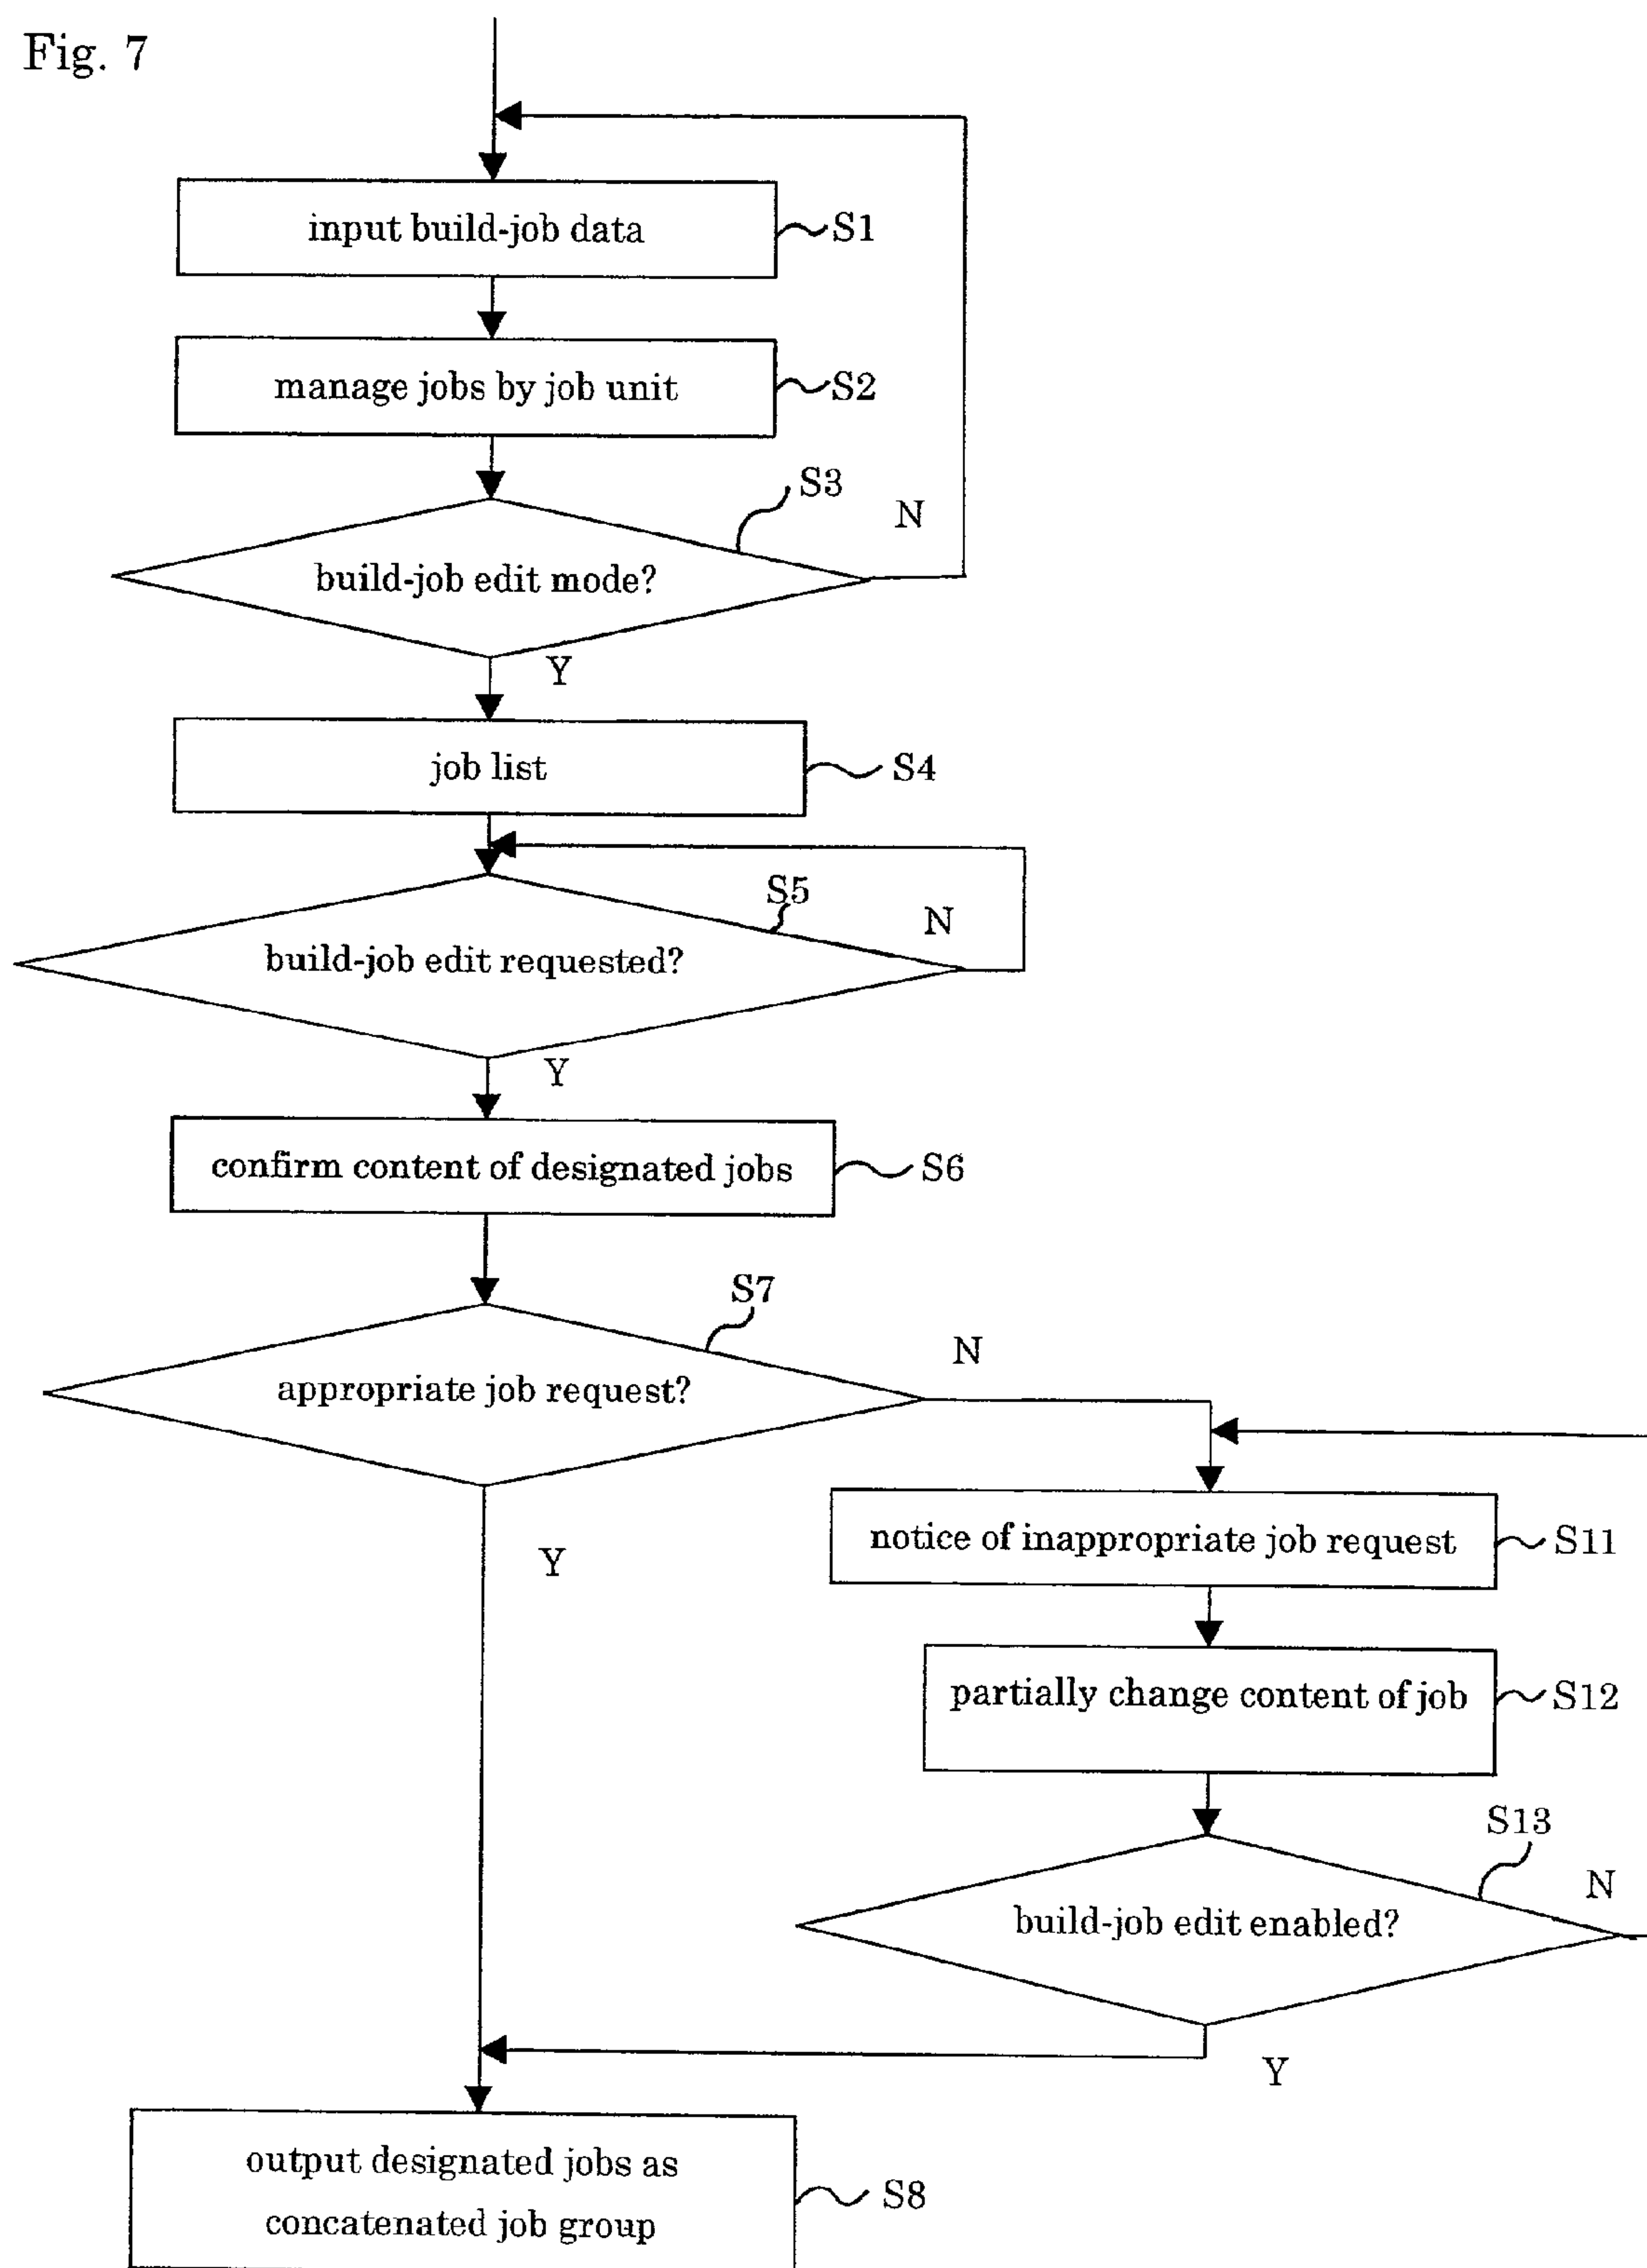 Fig. 7
input build-job data
S1
manage jobs by job unit
S2
S3
N
build-job edit mode?
Y
job list
S4
S5
N
build-job edit requested?
Y
confirm content of designated jobs
S6
S7
N
appropriate job request?
Y
notice of inappropriate job request
S11
partially change content of job
S12
S13
N
build-job edit enabled?
Y
output designated jobs as
concatenated job group
S8